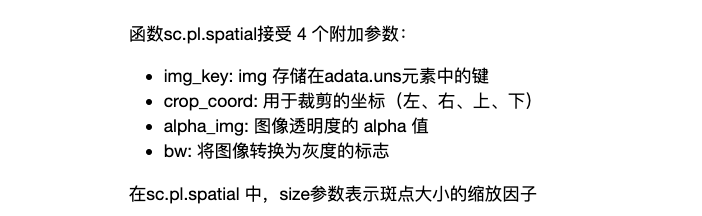 函数sc.pl.spatial接受 4 个附加参数：
• img_key: img 存储在adata.uns元素中的键
• crop_coord: 用于裁剪的坐标（左、右、上、下）
• alpha_img: 图像透明度的 alpha 值
• bw: 将图像转换为灰度的标志
在sc.pl.spatial 中，size参数表示斑点大小的缩放因子